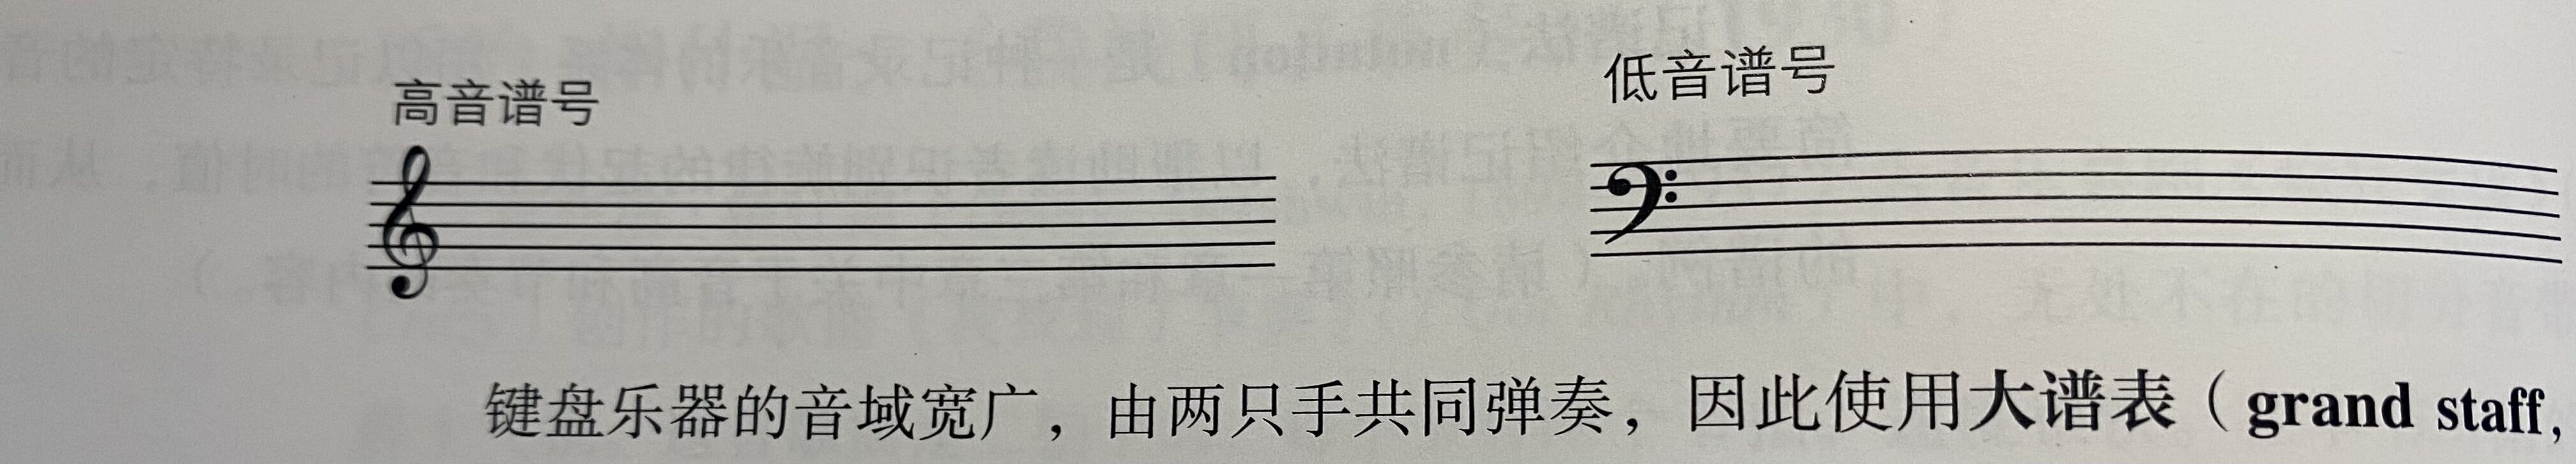 高音谱号
低音谱号
键盘乐器的音域宽广，由两只手共同弹奏，因此使用大谱表（grand staff,